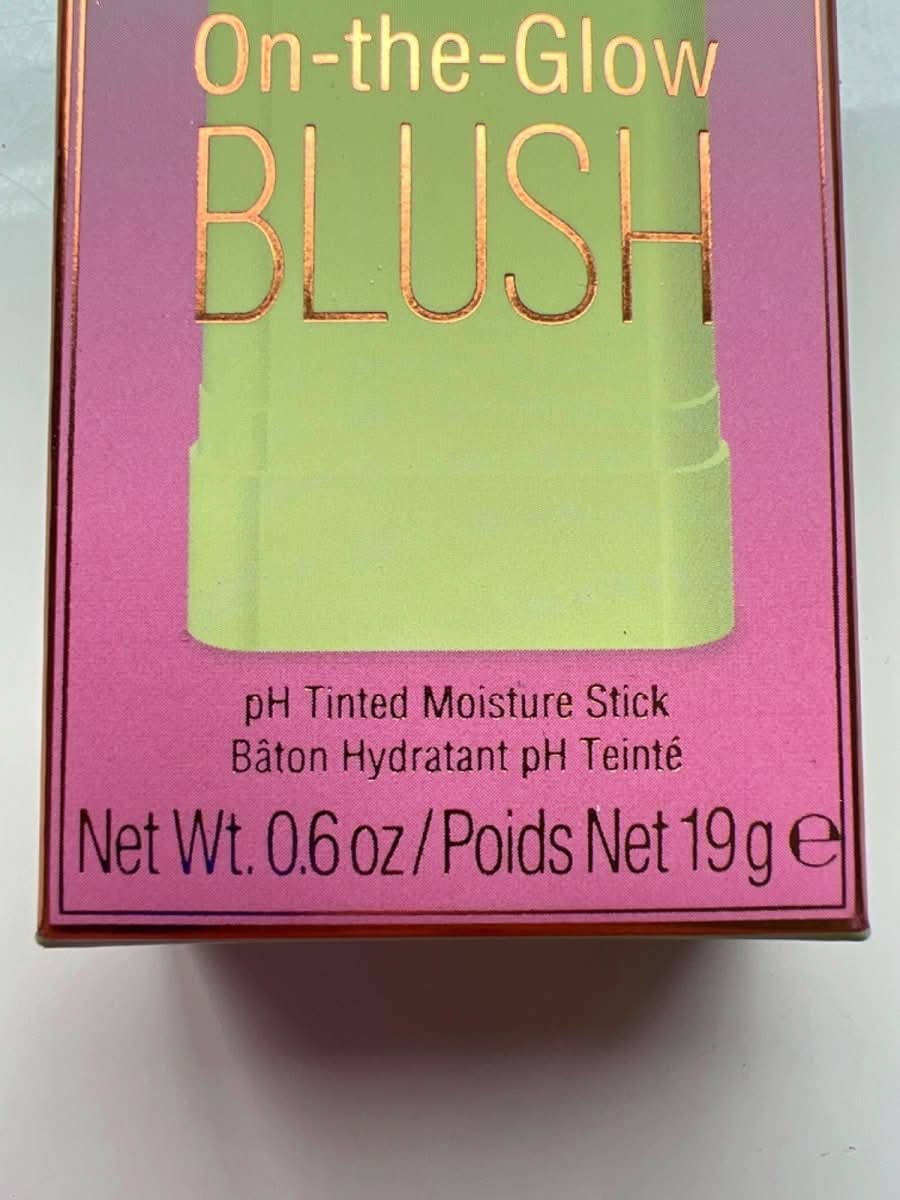 On-the-Glow
BLUSH
pH Tinted Moisture Stick
Bâton Hydratant pH Teinté
Net Wt. 0.6 oz / Poids Net 19 g ℮